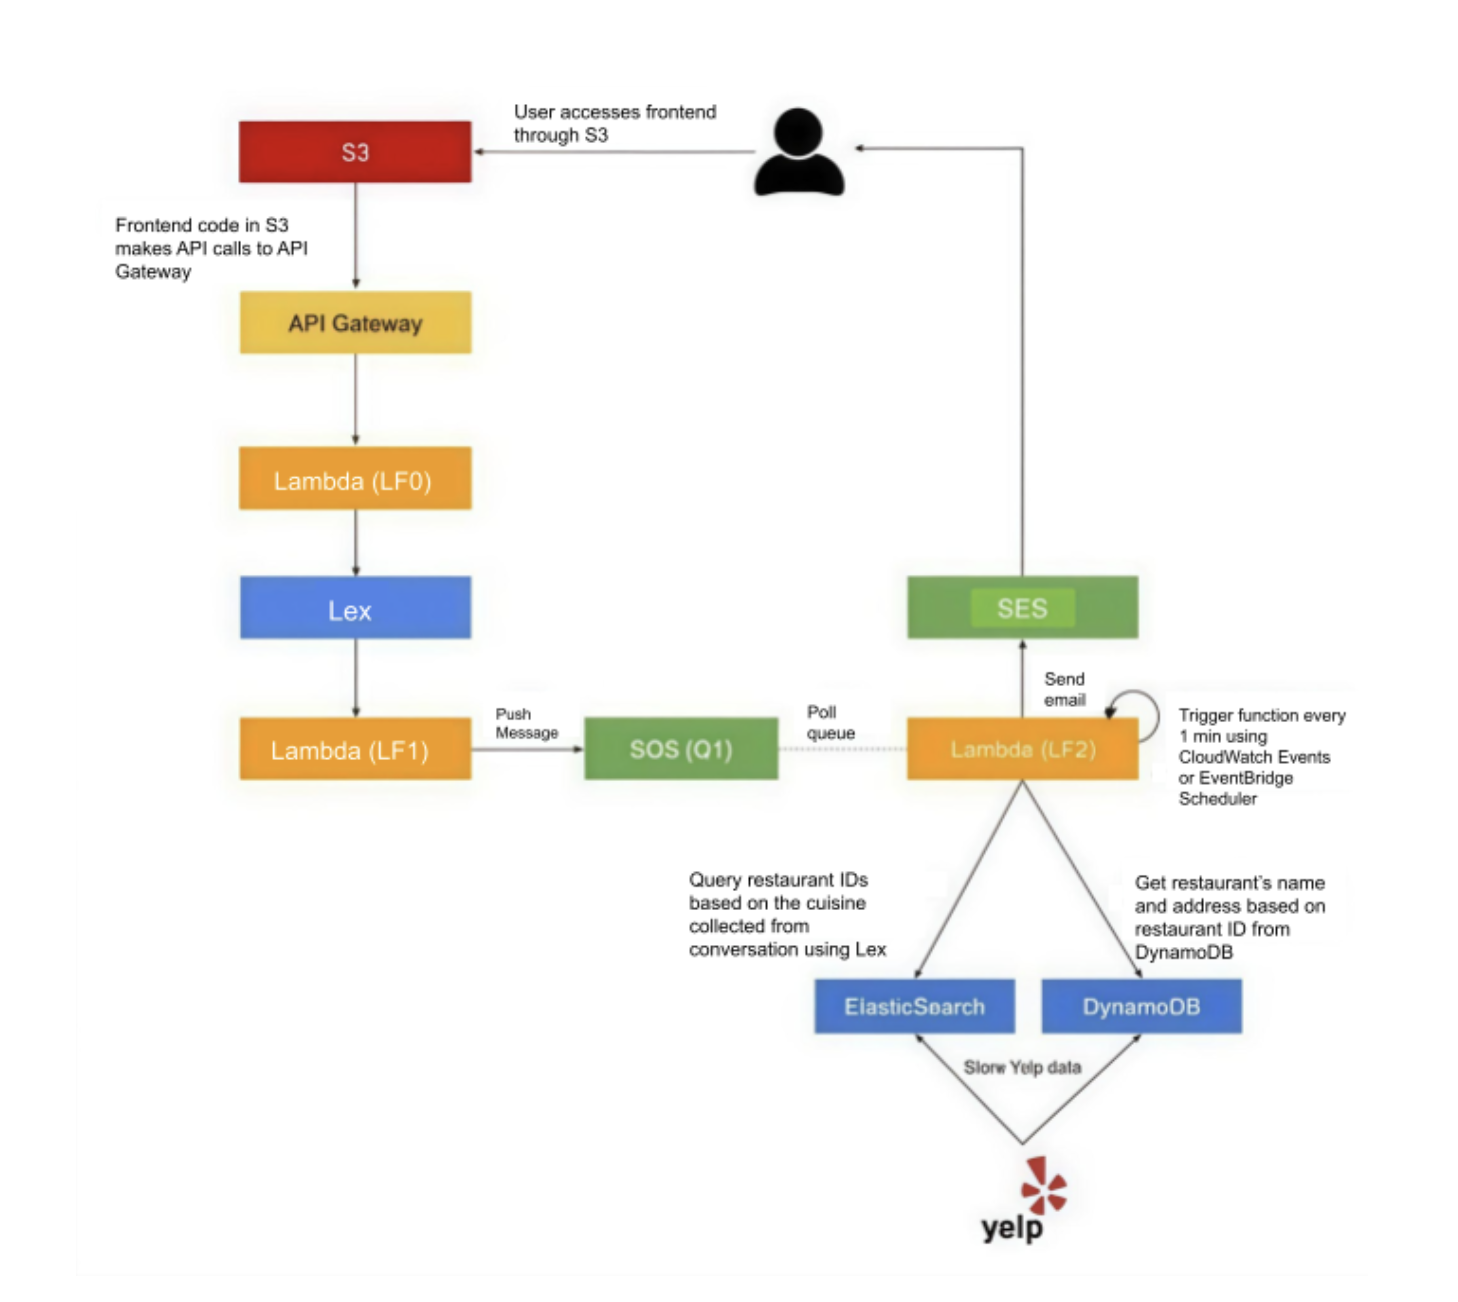 User accesses frontend
through S3
S3
Frontend code in S3
makes API calls to API
Gateway
API Gateway
Lambda (LF0)
Lex
SES
Send
email
Push
Message
Poll
queue
Lambda (LF1)
SOS (Q1)
Lambda (LF2)
Trigger function every
1 min using
CloudWatch Events
or EventBridge
Scheduler
Query restaurant IDs
based on the cuisine
collected from
conversation using Lex
Get restaurant's name
and address based on
restaurant ID from
DynamoDB
ElasticSearch
DynamoDB
Yelp data
yelp